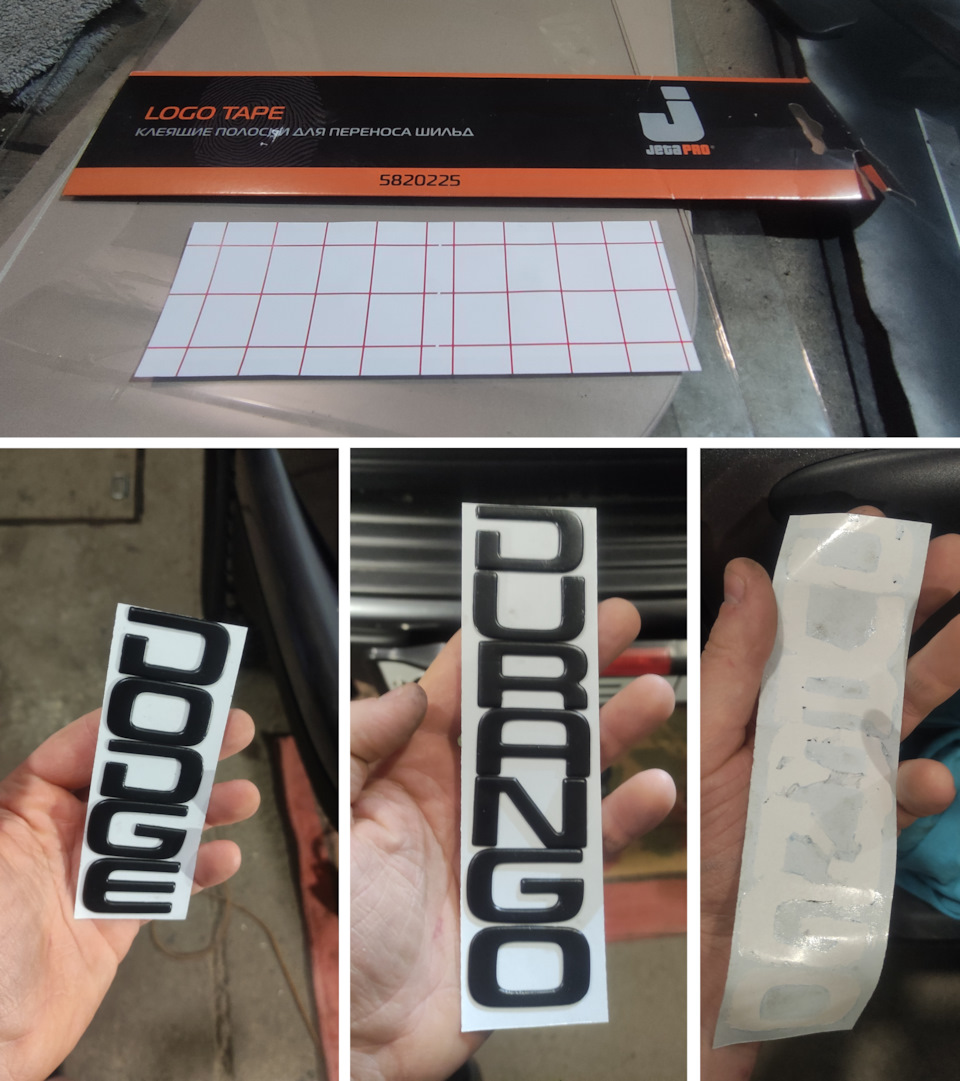 LOGO TAPE
КЛЕЯЩИЕ ПОЛОСКИ ДЛЯ ПЕРЕНОСА ШИЛЬД
j
JetaPRO
5820225
DODGE
DURANGO